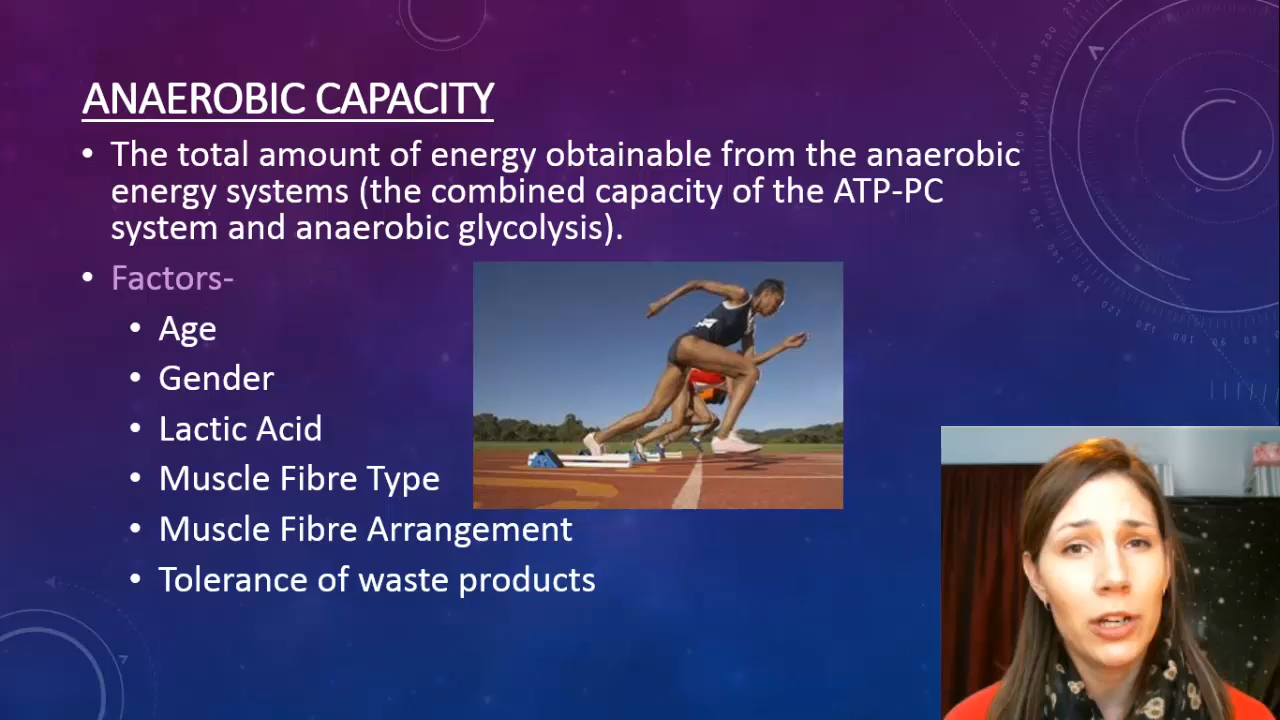 ANAEROBIC CAPACITY
• The total amount of energy obtainable from the anaerobic
energy systems (the combined capacity of the ATP-PC
system and anaerobic glycolysis).
• Factors-
• Age
• Gender
• Lactic Acid
• Muscle Fibre Type
• Muscle Fibre Arrangement
• Tolerance of waste products